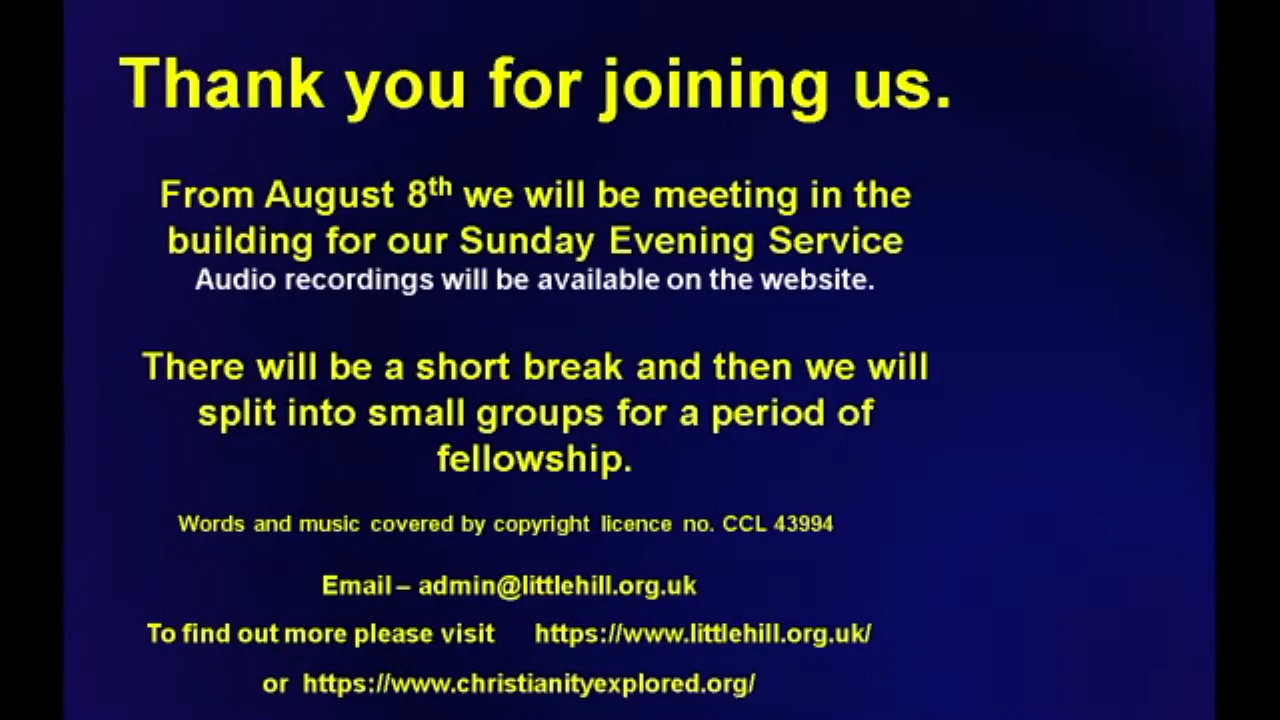 Thank you for joining us.
From August 8th we will be meeting in the
building for our Sunday Evening Service
Audio recordings will be available on the website.
There will be a short break and then we will
split into small groups for a period of
fellowship.
Words and music covered by copyright licence no. CCL 43994
Email – admin@littlehill.org.uk
To find out more please visit https://www.littlehill.org.uk/
or https://www.christianityexplored.org/